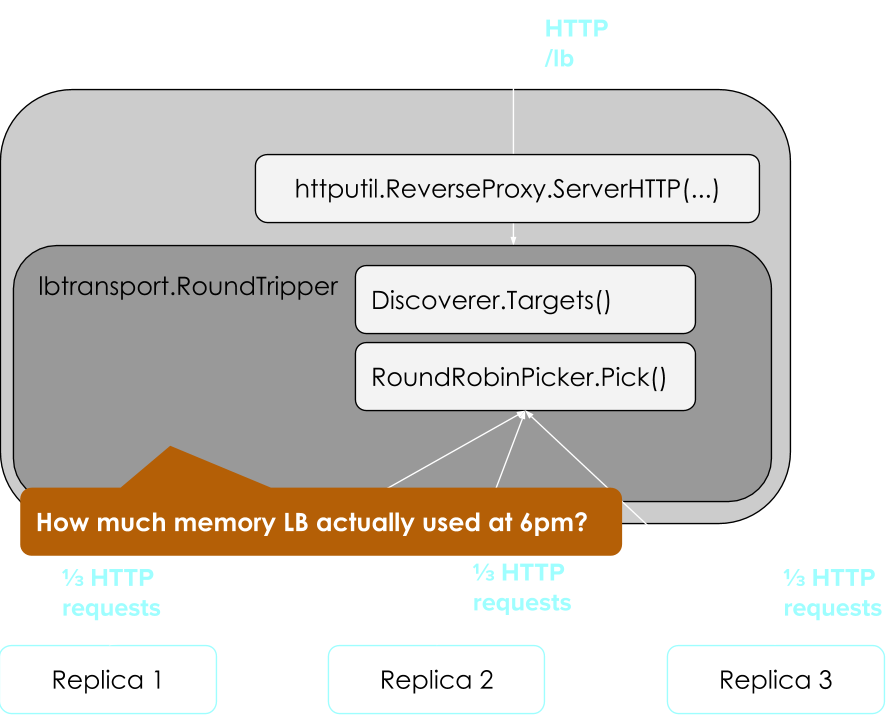 HTTP
/lb
httputil.ReverseProxy.ServerHTTP(...)
lbtransport.RoundTripper
Discoverer.Targets()
RoundRobinPicker.Pick()
How much memory LB actually used at 6pm?
⅓ HTTP
requests
⅓ HTTP
requests
⅓ HTTP
requests
Replica 1
Replica 2
Replica 3